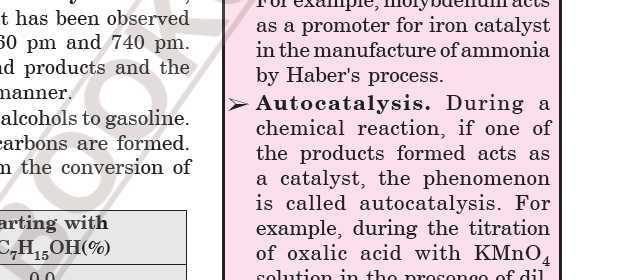 t has been observed
60 pm and 740 pm.
nd products and the
manner.
alcohols to gasoline.
carbons are formed.
m the conversion of
arting with
C₇H₁₅OH(%)
0.0
For example, molybdenum acts
as a promoter for iron catalyst
in the manufacture of ammonia
by Haber's process.
➢ Autocatalysis. During a
chemical reaction, if one of
the products formed acts as
a catalyst, the phenomenon
is called autocatalysis. For
example, during the titration
of oxalic acid with KMnO₄
solution in the presence of dil.
BOOK